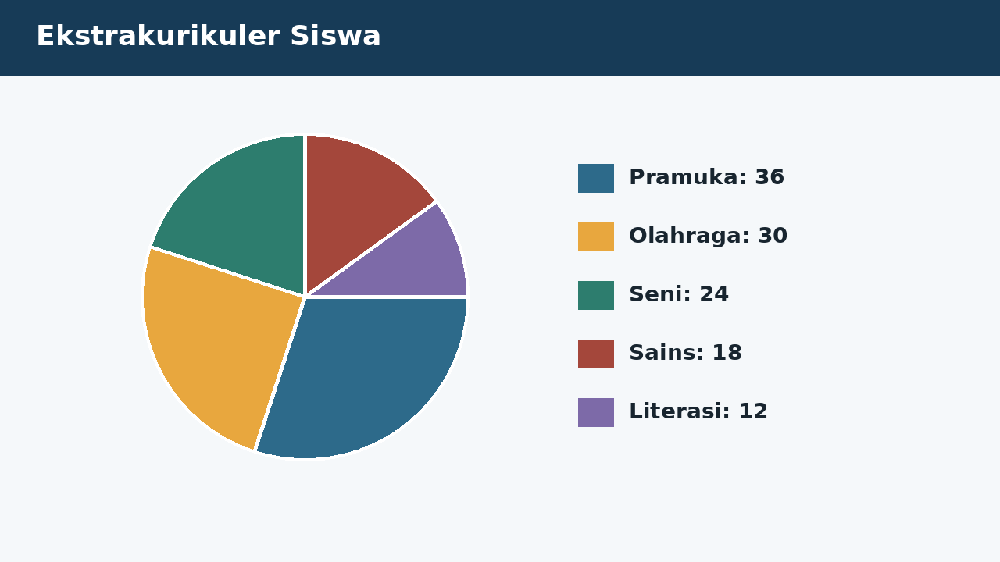 Ekstrakurikuler Siswa
Pramuka: 36
Olahraga: 30
Seni: 24
Sains: 18
Literasi: 12